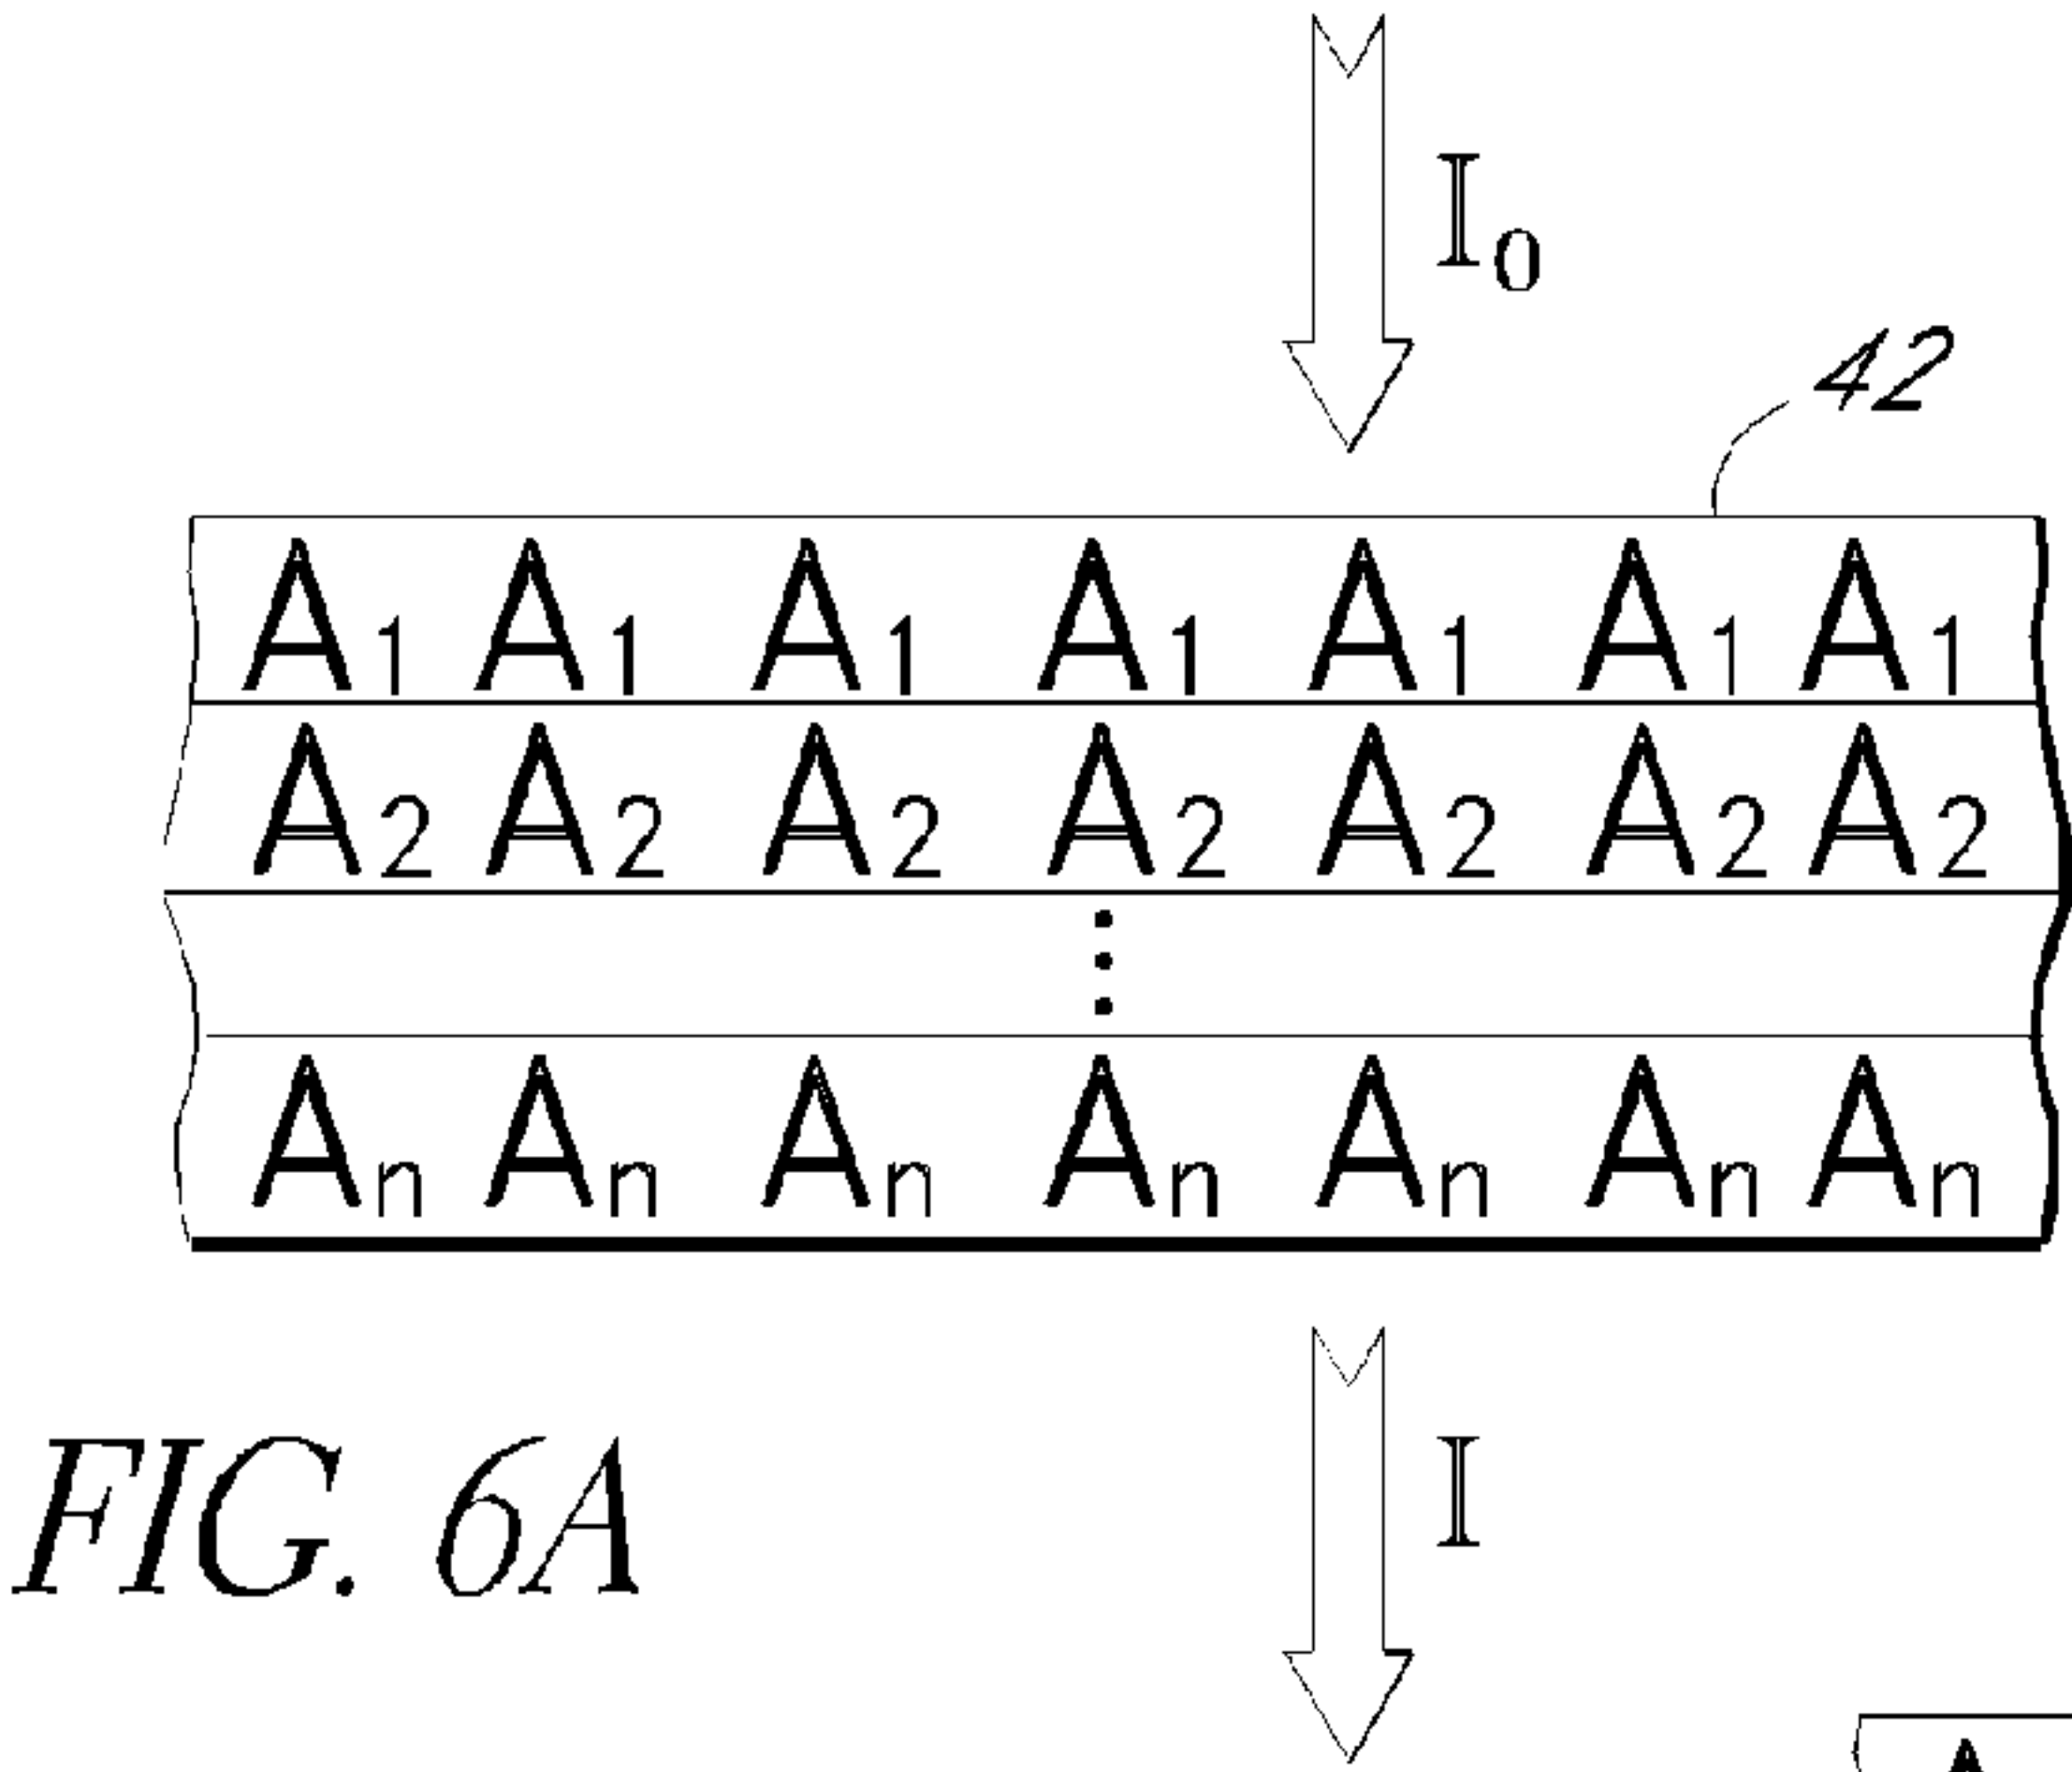 I₀
42
A₁ A₁ A₁ A₁ A₁ A₁ A₁
A₂ A₂ A₂ A₂ A₂ A₂ A₂
Aₙ Aₙ Aₙ Aₙ Aₙ Aₙ Aₙ
I
FIG. 6A